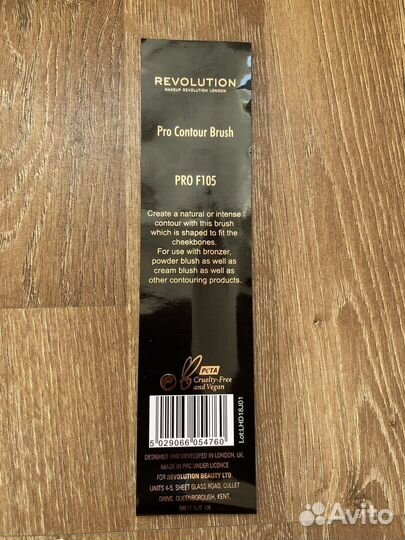 REVOLUTION
MAKEUP REVOLUTION LONDON
Pro Contour Brush
PRO F105
Create a natural or intense
contour with this brush
which is shaped to fit the
cheekbones.
For use with bronzer,
powder blush as well as
cream blush as well as
other contouring products.
PETA
Cruelty-Free
and Vegan
Lot:LHD18J01
5 029066 054760
DESIGNED AND DEVELOPED IN LONDON, UK.
MADE IN PRC UNDER LICENCE
FOR REVOLUTION BEAUTY LTD
UNITS 4-5, SHEET GLASS ROAD, CULLET
DRIVE, QUEENBOROUGH, KENT,
UK
Avito